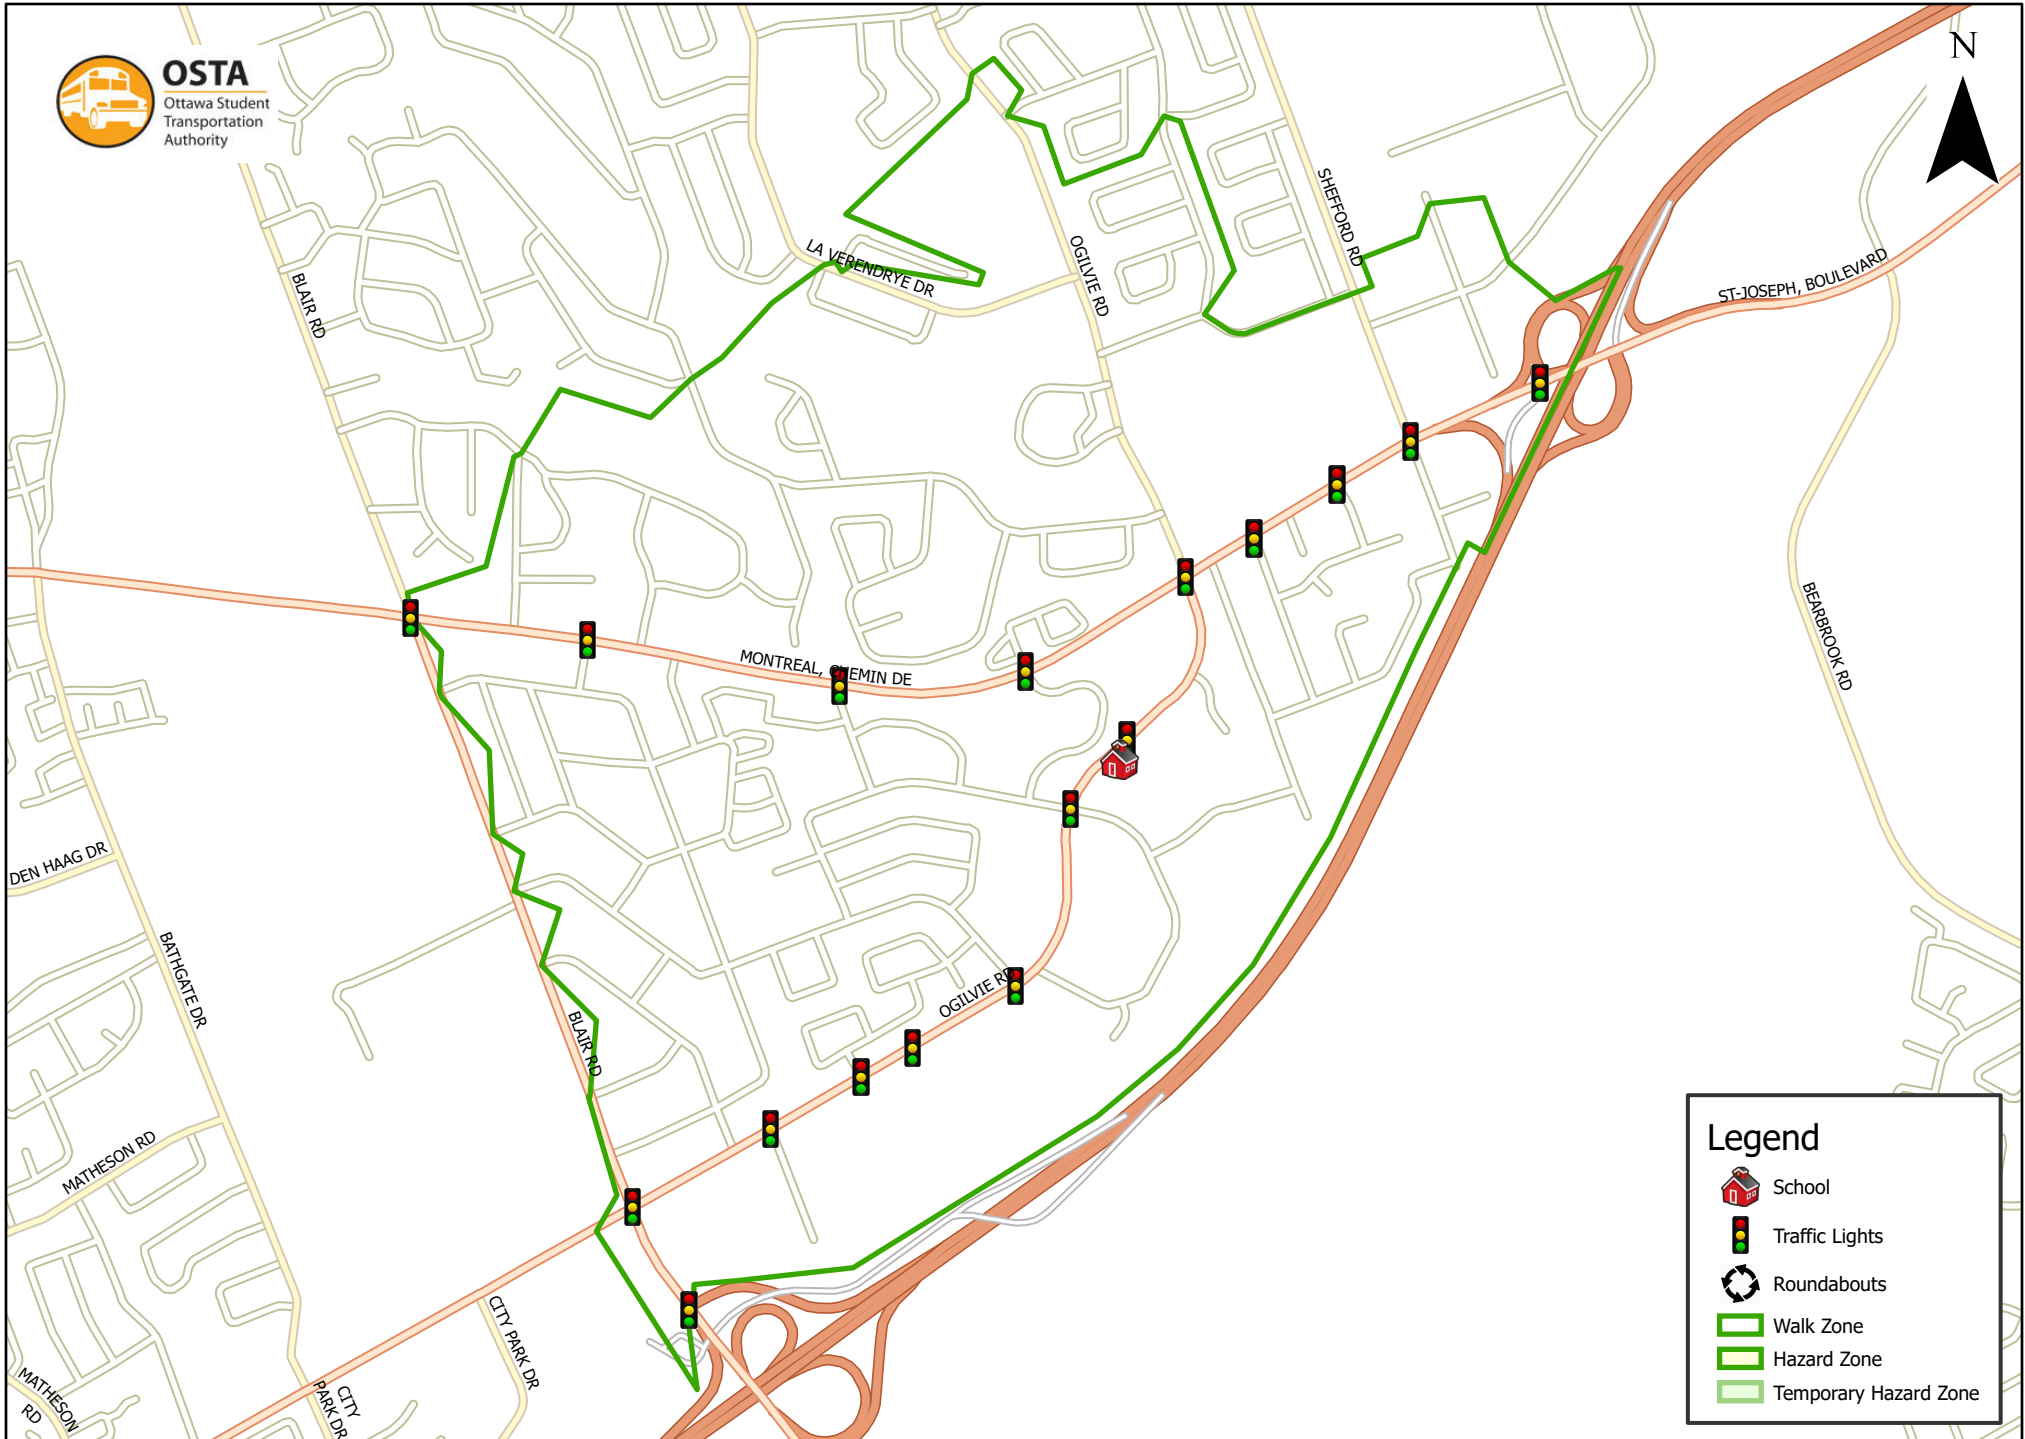 OSTA
Ottawa Student
Transportation
Authority
N
SHEFFORD RD
LA VERENDRYE DR
OGILVIE RD
BLAIR RD
ST-JOSEPH, BOULEVARD
BEARBROOK RD
MONTREAL, CHEMIN DE
DEN HAAG DR
BATHGATE DR
OGILVIE RD
BLAIR RD
MATHESON RD
CITY PARK DR
MATHESON
RD
CITY
PARK DR
Legend
School
Traffic Lights
Roundabouts
Walk Zone
Hazard Zone
Temporary Hazard Zone